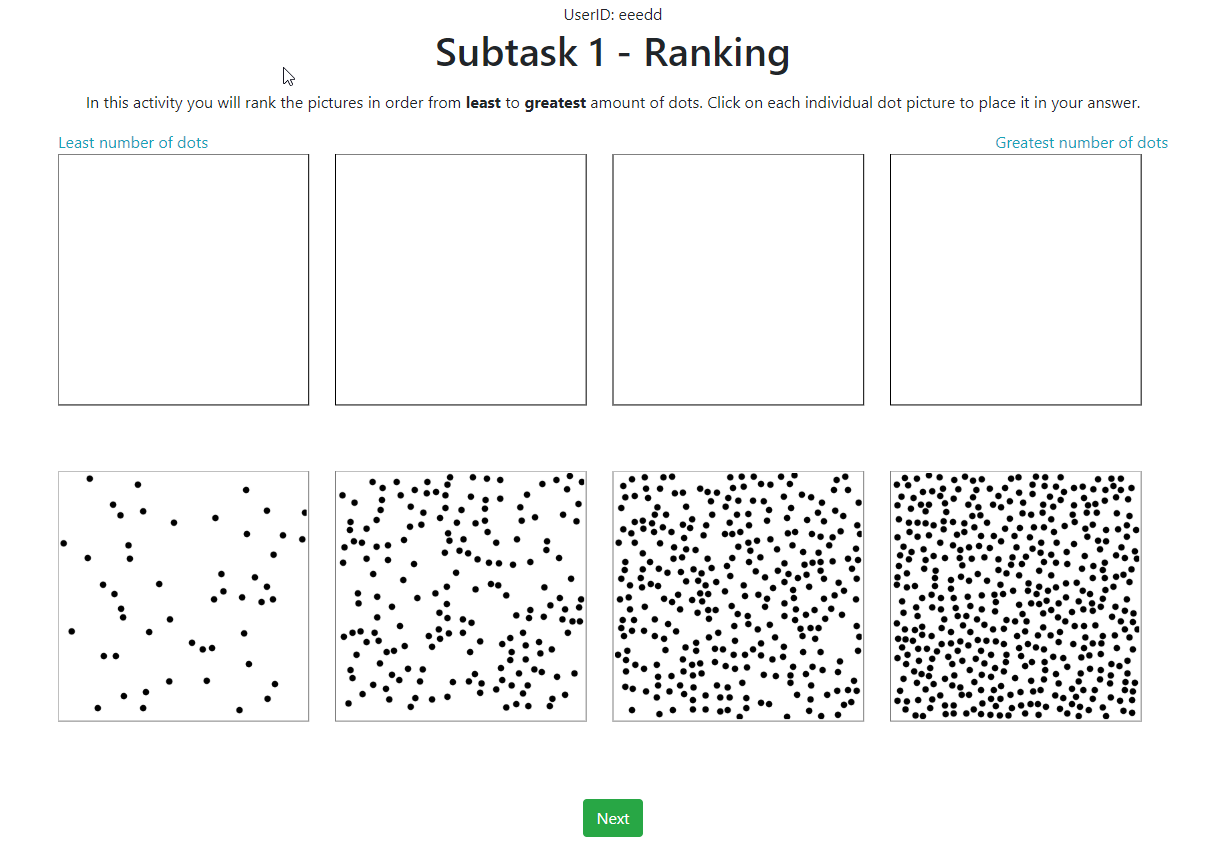 UserID: eeedd
Subtask 1 - Ranking
In this activity you will rank the pictures in order from least to greatest amount of dots. Click on each individual dot picture to place it in your answer.
Least number of dots
Greatest number of dots
Next